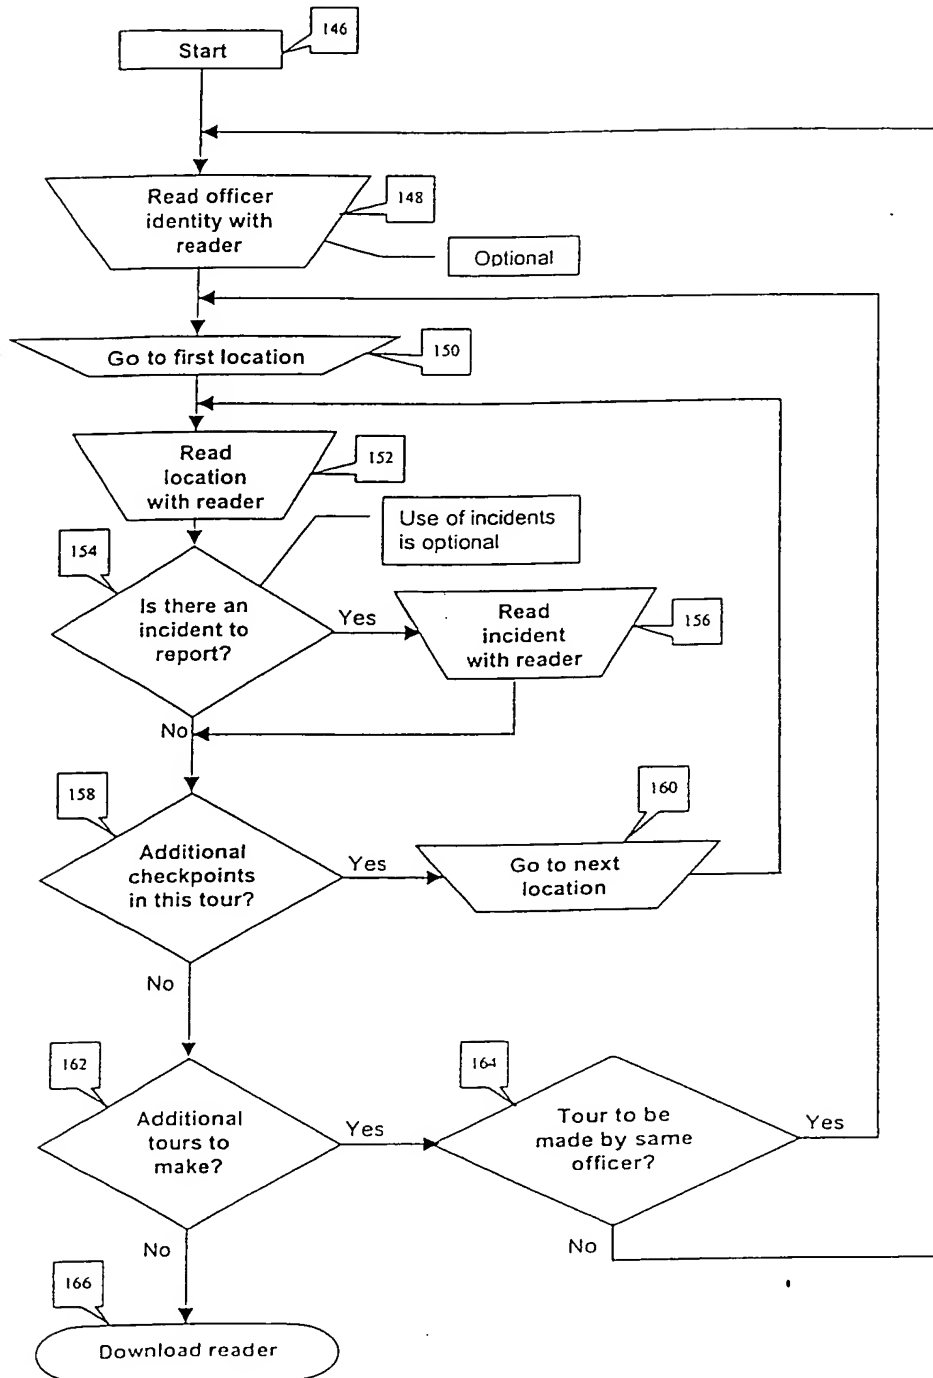 146
Start
Read officer
identity with
reader
148
Optional
Go to first location
150
Read
location
with reader
152
Use of incidents
is optional
154
Is there an
incident to
report?
Yes
Read
incident
with reader
156
No
158
Additional
checkpoints
in this tour?
Yes
160
Go to next
location
No
162
Additional
tours to
make?
Yes
164
Tour to be
made by same
officer?
Yes
No
No
166
Download reader